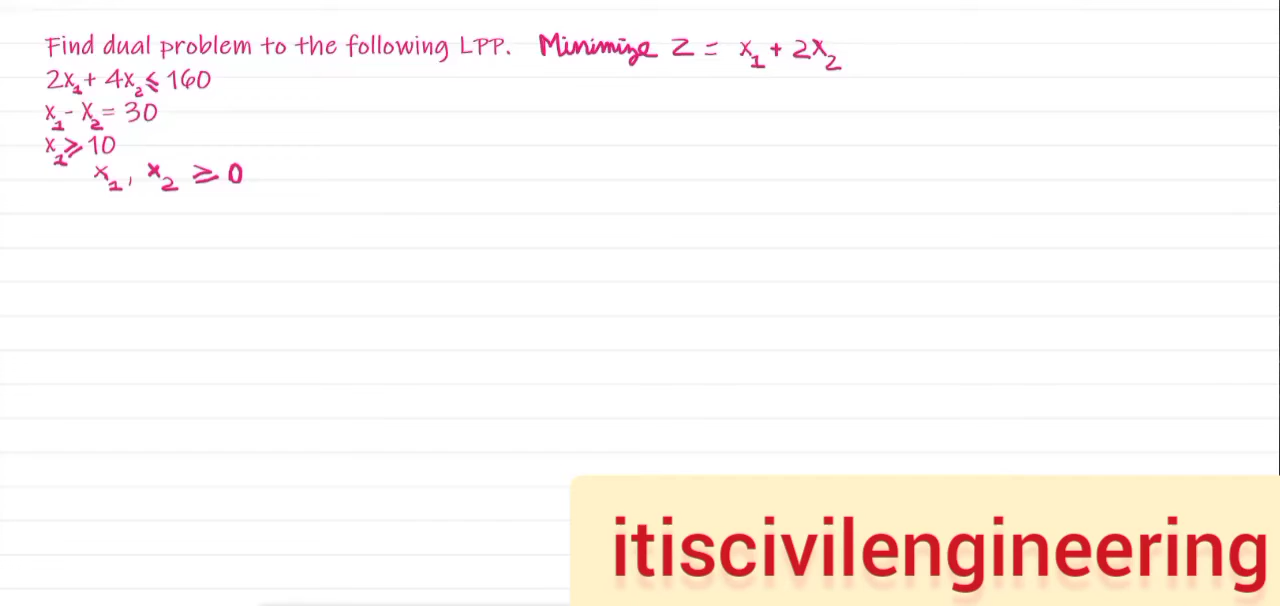 Find dual problem to the following LPP. Minimize Z = x₁ + 2x₂
2x₁ + 4x₂ ⩽ 160
x₁ - x₂ = 30
x₁ ⩾ 10
x₁, x₂ ⩾ 0
itiscivilengineering